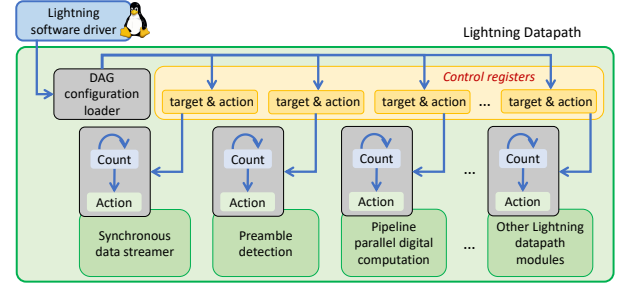 Lightning
software driver
Lightning Datapath
DAG
configuration
loader
Control registers
target & action
target & action
target & action
...
target & action
Count
Action
Count
Action
Count
Action
...
Count
Action
Synchronous
data streamer
Preamble
detection
Pipeline
parallel digital
computation
...
Other Lightning
datapath
modules